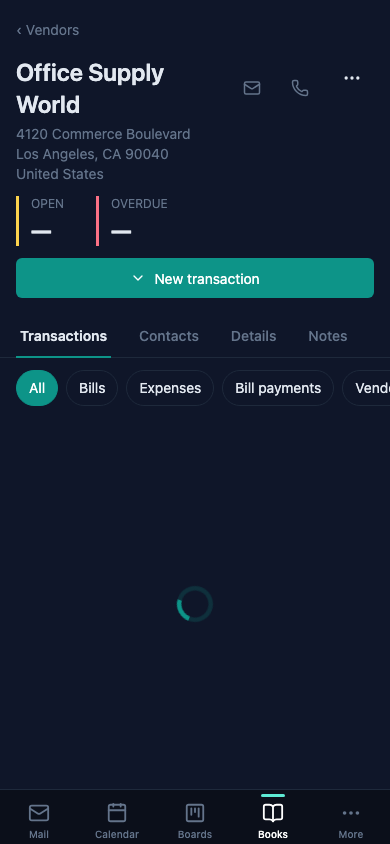 ‹ Vendors
Office Supply
World
4120 Commerce Boulevard
Los Angeles, CA 90040
United States
OPEN
OVERDUE
—
—
New transaction
Transactions
Contacts
Details
Notes
All
Bills
Expenses
Bill payments
Mail
Calendar
Boards
Books
More